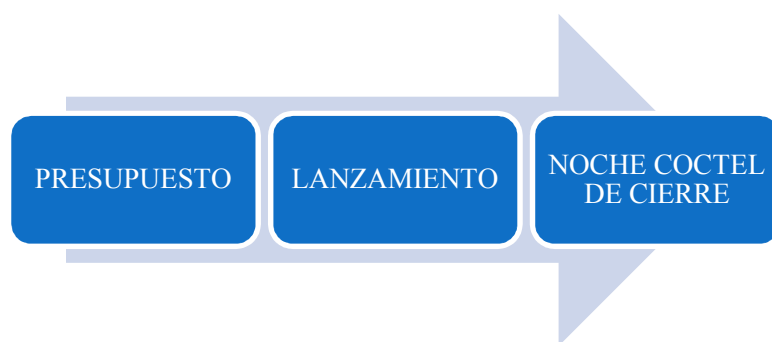 PRESUPUESTO
LANZAMIENTO
NOCHE COCTEL
DE CIERRE